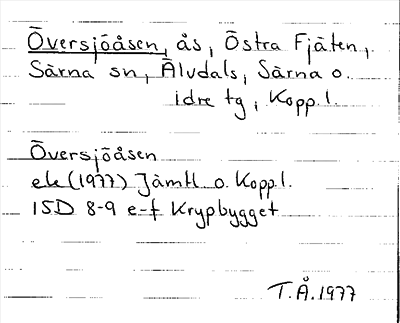 Översjöåsen, ås, Östra Fjäten,
Särna sn, Älvdals, Särna o.
idre tg, Kopp. l.
Översjöåsen
ek (1977) Jämtl o. Koppl.
15D 8-9 e-f Krypbygget
T.Å.1977